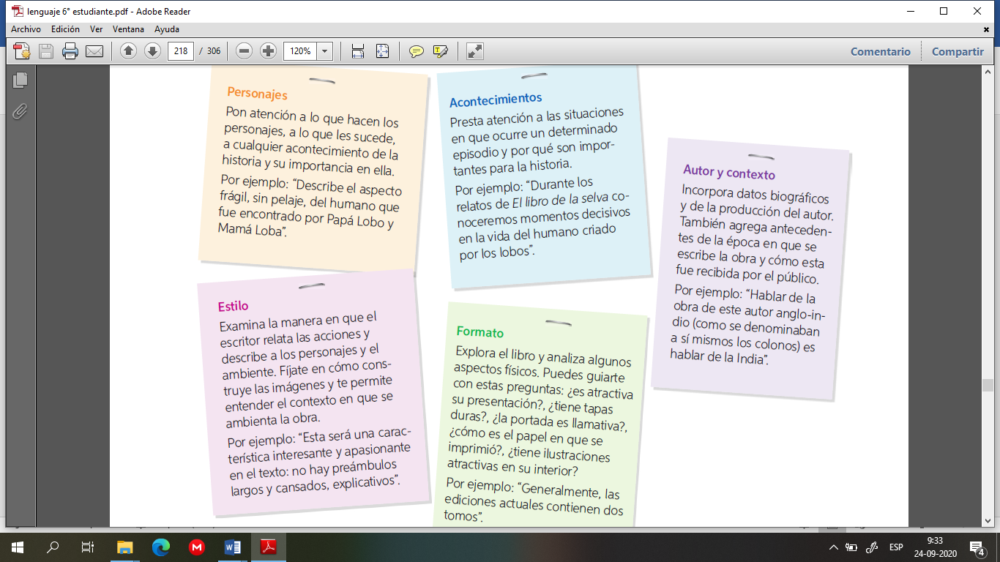 lenguaje 6° estudiante.pdf - Adobe Reader
Archivo Edición Ver Ventana Ayuda
218 / 306 120% Comentario Compartir
Personajes
Pon atención a lo que hacen los
personajes, a lo que les sucede,
a cualquier acontecimiento de la
historia y su importancia en ella.
Por ejemplo: “Describe el aspecto
frágil, sin pelaje, del humano que
fue encontrado por Papá Lobo y
Mamá Loba”.
Acontecimientos
Presta atención a las situaciones
en que ocurre un determinado
episodio y por qué son impor-
tantes para la historia.
Por ejemplo: “Durante los
relatos de El libro de la selva co-
noceremos momentos decisivos
en la vida del humano criado
por los lobos”.
Autor y contexto
Incorpora datos biográficos
y de la producción del autor.
También agrega anteceden-
tes de la época en que se
escribe la obra y cómo esta
fue recibida por el público.
Por ejemplo: “Hablar de la
obra de este autor anglo-in-
dio (como se denominaban
a sí mismos los colonos) es
hablar de la India”.
Estilo
Examina la manera en que el
escritor relata las acciones y
describe a los personajes y el
ambiente. Fíjate en cómo cons-
truye las imágenes y te permite
entender el contexto en que se
ambienta la obra.
Por ejemplo: “Esta será una carac-
terística interesante y apasionante
en el texto: no hay preámbulos
largos y cansados, explicativos”.
Formato
Explora el libro y analiza algunos
aspectos físicos. Puedes guiarte
con estas preguntas: ¿es atractiva
su presentación?, ¿tiene tapas
duras?, ¿la portada es llamativa?,
¿cómo es el papel en que se
imprimió?, ¿tiene ilustraciones
atractivas en su interior?
Por ejemplo: “Generalmente, las
ediciones actuales contienen dos
tomos”.
ESP
9:33
24-09-2020
4